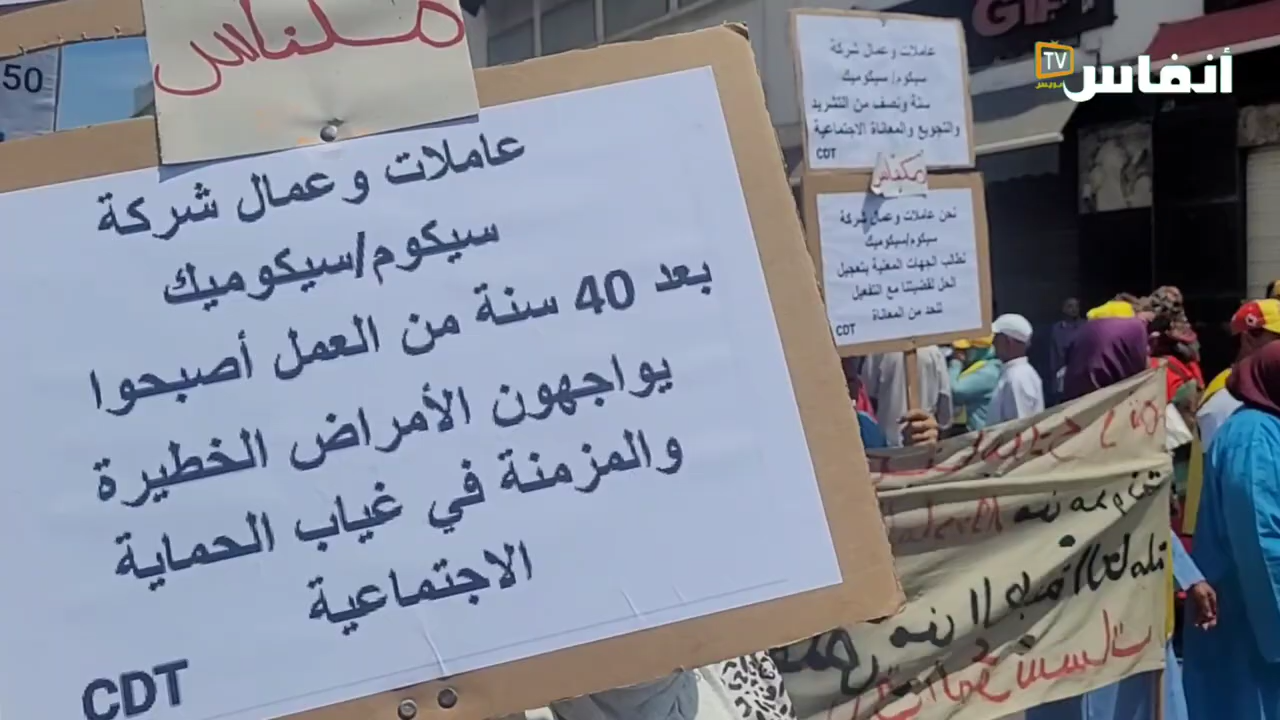 مكناس
50
عاملات وعمال شركة
سيكوم/سيكوميك
بعد 40 سنة من العمل أصبحوا
يواجهون الأمراض الخطيرة
والمزمنة في غياب الحماية
الاجتماعية
CDT
عاملات وعمال شركة
سيكوم/ سيكوميك
سنة ونصف من التشريد
والتجويع والمعاناة الاجتماعية
CDT
مكناس
نحن عاملات وعمال شركة
سيكوم/سيكوميك
نطالب الجهات المعنية بتعجيل
الحل لقضيتنا مع التفعيل
للحد من المعاناة
CDT
GIF
أنفاس
TV